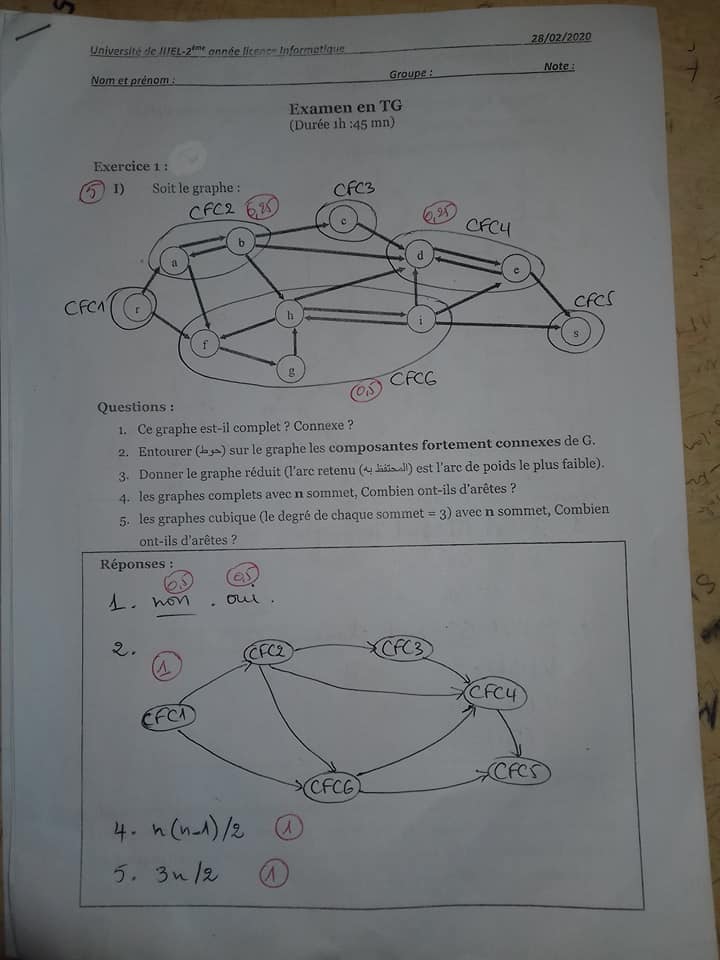 28/02/2020
Université de JIJEL-2ème année licence Informatique
Nom et prénom : Groupe : Note :
Examen en TG
(Durée 1h :45 mn)
Exercice 1 :
5 I) Soit le graphe :
CFC3
CFC2 0,25 0,25
CFC4
c
b
a
d
e
CFC1 r
h
i
CFC5
s
f
g
0,5 CFC6
Questions :
1. Ce graphe est-il complet ? Connexe ?
2. Entourer (حوط) sur le graphe les composantes fortement connexes de G.
3. Donner le graphe réduit (l'arc retenu (المحتفظ به) est l'arc de poids le plus faible).
4. les graphes complets avec n sommet, Combien ont-ils d'arêtes ?
5. les graphes cubique (le degré de chaque sommet = 3) avec n sommet, Combien
ont-ils d'arêtes ?
Réponses :
0,5 0,5
1. non . oui .
2. 1
CFC2 CFC3
CFC4
CFC1
CFC5
CFC6
4. n(n-1)/2 1
5. 3n/2 1